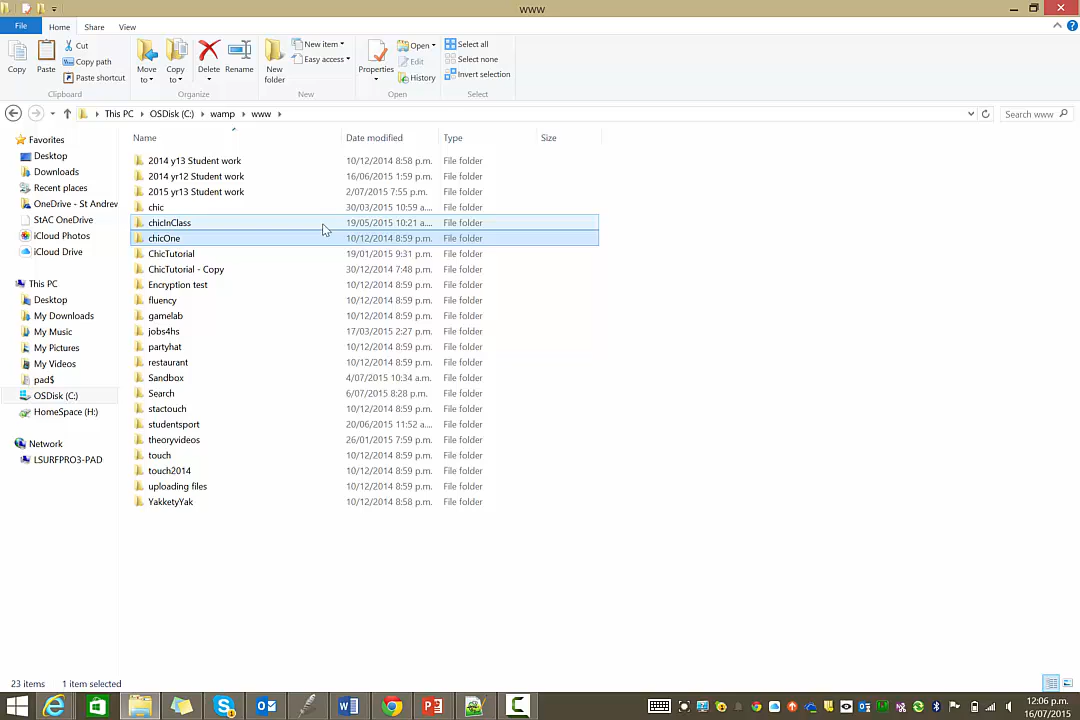 www
File Home Share View
Copy
Paste
Cut
Copy path
Paste shortcut
Clipboard
Move to
Copy to
Delete
Rename
Organize
New folder
New item
Easy access
New
Properties
Open
Edit
History
Open
Select all
Select none
Invert selection
Select
This PC OSDisk (C:) wamp www
Search www
Name Date modified Type Size
Favorites
Desktop
Downloads
Recent places
OneDrive - St Andrew
StAC OneDrive
iCloud Photos
iCloud Drive
This PC
Desktop
My Downloads
My Music
My Pictures
My Videos
pad$
OSDisk (C:)
HomeSpace (H:)
Network
LSURFPRO3-PAD
2014 y13 Student work 10/12/2014 8:58 p.m. File folder
2014 yr12 Student work 16/06/2015 1:59 p.m. File folder
2015 yr13 Student work 2/07/2015 7:55 p.m. File folder
chic 30/03/2015 10:59 a.... File folder
chicInClass 19/05/2015 10:21 a.... File folder
chicOne 10/12/2014 8:59 p.m. File folder
ChicTutorial 19/01/2015 9:31 p.m. File folder
ChicTutorial - Copy 30/12/2014 7:48 p.m. File folder
Encryption test 10/12/2014 8:59 p.m. File folder
fluency 10/12/2014 8:59 p.m. File folder
gamelab 10/12/2014 8:59 p.m. File folder
jobs4hs 17/03/2015 2:27 p.m. File folder
partyhat 10/12/2014 8:59 p.m. File folder
restaurant 10/12/2014 8:59 p.m. File folder
Sandbox 4/07/2015 10:34 a.m. File folder
Search 6/07/2015 8:28 p.m. File folder
stactouch 10/12/2014 8:59 p.m. File folder
studentsport 20/06/2015 11:52 a.... File folder
theoryvideos 26/01/2015 7:59 p.m. File folder
touch 10/12/2014 8:59 p.m. File folder
touch2014 10/12/2014 8:59 p.m. File folder
uploading files 10/12/2014 8:59 p.m. File folder
YakketyYak 10/12/2014 8:58 p.m. File folder
23 items 1 item selected
12:06 p.m.
16/07/2015